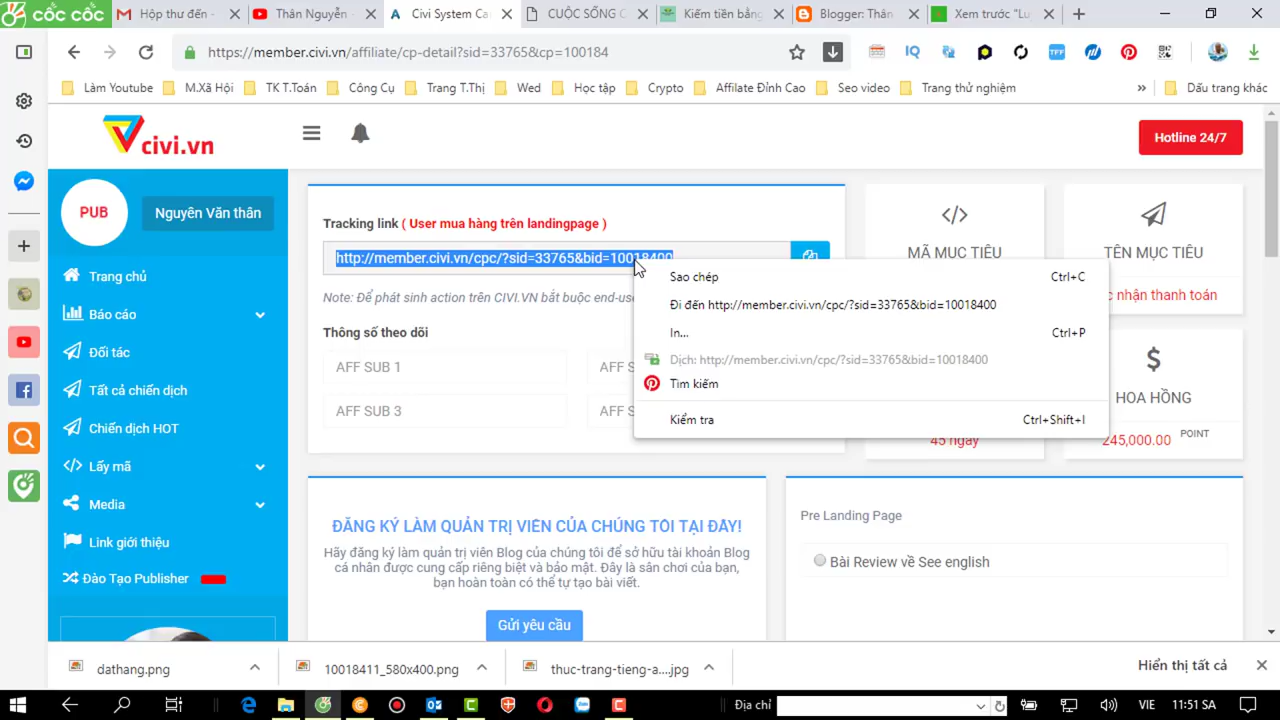 cốc cốc
Hộp thư đến -
Thân Nguyễn -
Civi System Ca
CUỘC SỐNG C
Kiếm tiền bằng
Blogger: Thân
Xem trước "Lu
https://member.civi.vn/affiliate/cp-detail?sid=33765&cp=100184
IQ
TPF
Làm Youtube
M.Xã Hội
TK T.Toán
Công Cụ
Trang T.Thị
Wed
Học tập
Crypto
Affilate Đỉnh Cao
Seo video
Trang thử nghiệm
»
Dấu trang khác
civi.vn
Hotline 24/7
PUB
Nguyên Văn thân
Trang chủ
Báo cáo
Đối tác
Tất cả chiến dịch
Chiến dịch HOT
Lấy mã
Media
Link giới thiệu
Đào Tạo Publisher
Tracking link ( User mua hàng trên landingpage )
http://member.civi.vn/cpc/?sid=33765&bid=10018400
Note: Để phát sinh action trên CIVI.VN bắt buộc end-us
Thông số theo dõi
AFF SUB 1
AFF S
AFF SUB 3
AFF S
Sao chép Ctrl+C
Đi đến http://member.civi.vn/cpc/?sid=33765&bid=10018400
In... Ctrl+P
Dịch: http://member.civi.vn/cpc/?sid=33765&bid=10018400
Tìm kiếm
Kiểm tra Ctrl+Shift+I
MÃ MỤC TIÊU
TÊN MỤC TIÊU
c nhận thanh toán
45 ngày
HOA HỒNG
245,000.00 POINT
ĐĂNG KÝ LÀM QUẢN TRỊ VIÊN CỦA CHÚNG TÔI TẠI ĐÂY!
Hãy đăng ký làm quản trị viên Blog của chúng tôi để sở hữu tài khoản Blog
cá nhân được cung cấp riêng biệt và bảo mật. Đây là sân chơi của bạn,
bạn hoàn toàn có thể tự tạo bài viết.
Gửi yêu cầu
Pre Landing Page
Bài Review về See english
dathang.png
10018411_580x400.png
thuc-trang-tieng-a....jpg
Hiển thị tất cả
Địa chỉ
VIE
11:51 SA